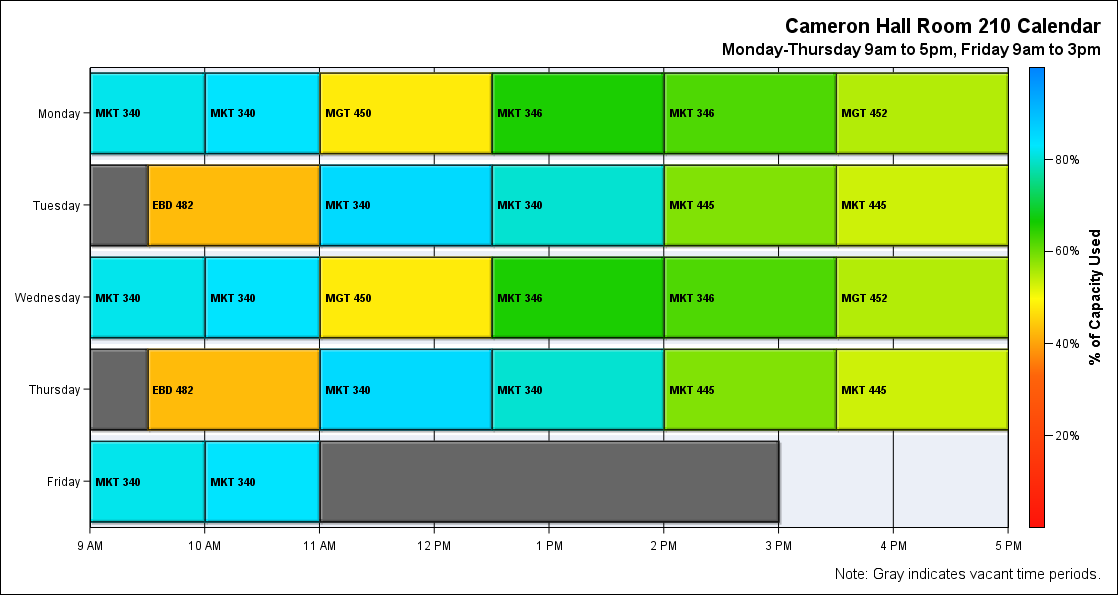 Cameron Hall Room 210 Calendar
Monday-Thursday 9am to 5pm, Friday 9am to 3pm
Monday
MKT 340 MKT 340 MGT 450 MKT 346 MKT 346 MGT 452
Tuesday
EBD 482 MKT 340 MKT 340 MKT 445 MKT 445
Wednesday
MKT 340 MKT 340 MGT 450 MKT 346 MKT 346 MGT 452
Thursday
EBD 482 MKT 340 MKT 340 MKT 445 MKT 445
Friday
MKT 340 MKT 340
9 AM 10 AM 11 AM 12 PM 1 PM 2 PM 3 PM 4 PM 5 PM
80%
60%
40%
20%
% of Capacity Used
Note: Gray indicates vacant time periods.